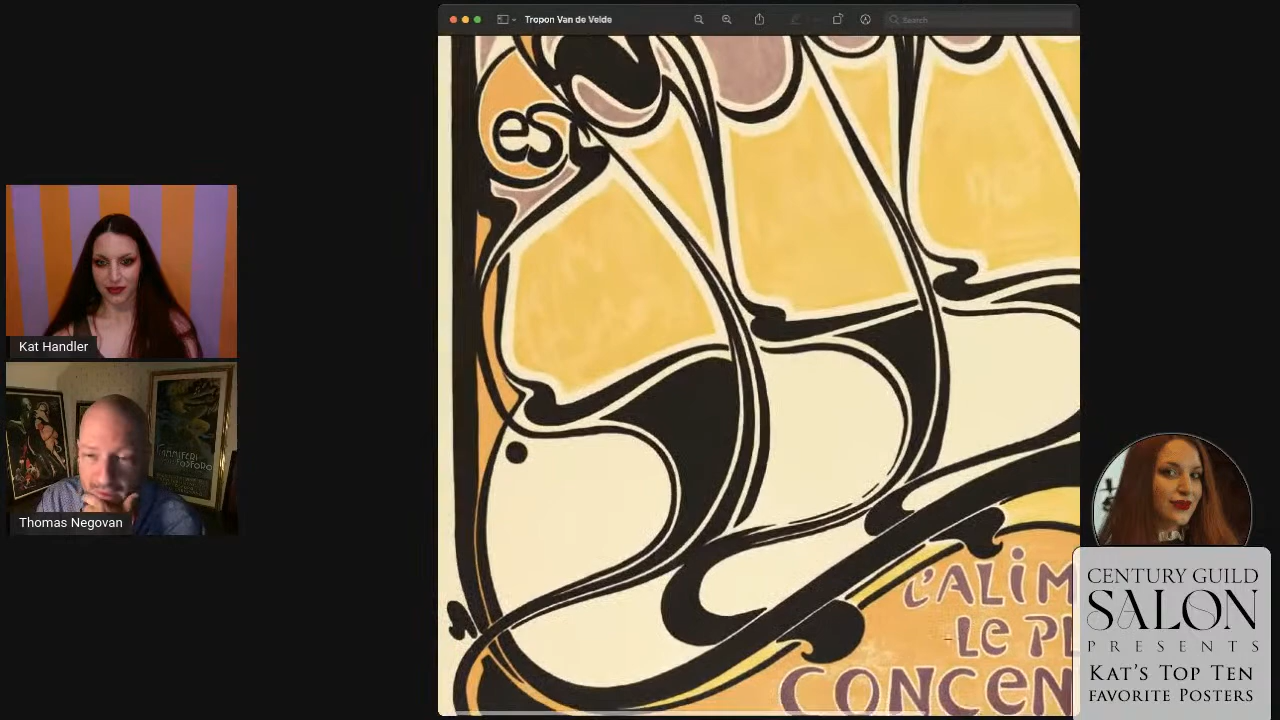 Tropon Van de Velde
Search
es
Kat Handler
Thomas Negovan
L'ALIM
Le PL
CONCEN
CENTURY GUILD
SALON
PRESENTS
KAT'S TOP TEN
FAVORITE POSTERS